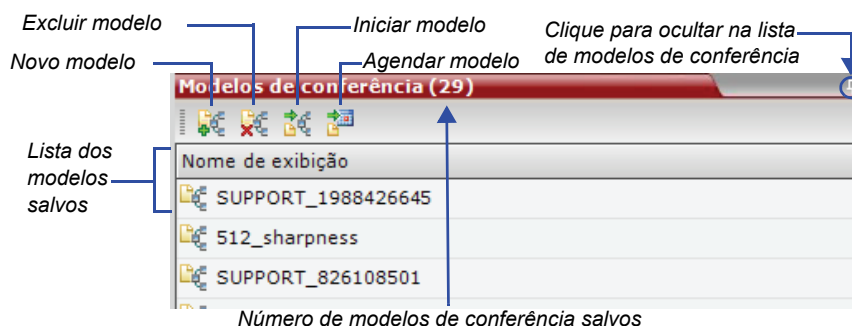 Excluir modelo
Iniciar modelo
Clique para ocultar na lista
de modelos de conferência
Novo modelo
Agendar modelo
Modelos de conferência (29)
Lista dos
modelos
salvos
Nome de exibição
SUPPORT_1988426645
512_sharpness
SUPPORT_826108501
Número de modelos de conferência salvos